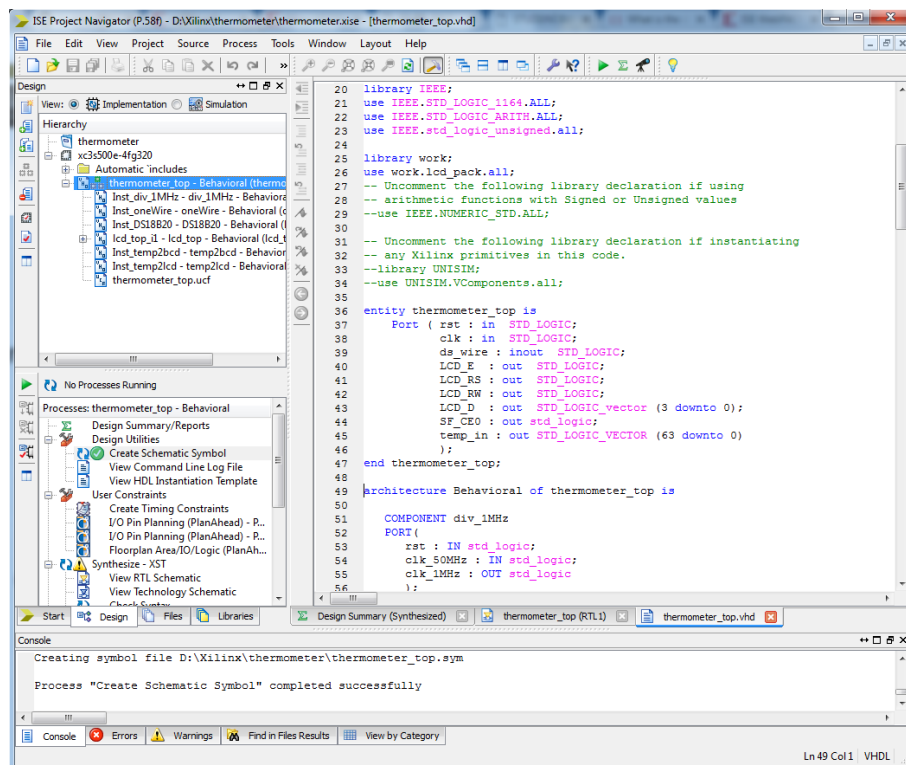 ISE Project Navigator (P.58f) - D:\Xilinx\thermometer\thermometer.xise - [thermometer_top.vhd]
File Edit View Project Source Process Tools Window Layout Help
Design
View: Implementation Simulation
Hierarchy
thermometer
xc3s500e-4fg320
Automatic `includes
thermometer_top - Behavioral (thermo
Inst_div_1MHz - div_1MHz - Behaviora
Inst_oneWire - oneWire - Behavioral (
Inst_DS18B20 - DS18B20 - Behavioral (
lcd_top_i1 - lcd_top - Behavioral (lcd_t
Inst_temp2bcd - temp2bcd - Behavior
Inst_temp2lcd - temp2lcd - Behavioral
thermometer_top.ucf
No Processes Running
Processes: thermometer_top - Behavioral
Design Summary/Reports
Design Utilities
Create Schematic Symbol
View Command Line Log File
View HDL Instantiation Template
User Constraints
Create Timing Constraints
I/O Pin Planning (PlanAhead) - P...
I/O Pin Planning (PlanAhead) - P...
Floorplan Area/IO/Logic (PlanAh...
Synthesize - XST
View RTL Schematic
View Technology Schematic
Check Syntax
Start Design Files Libraries
20 library IEEE;
21 use IEEE.STD_LOGIC_1164.ALL;
22 use IEEE.STD_LOGIC_ARITH.ALL;
23 use IEEE.std_logic_unsigned.all;
24
25 library work;
26 use work.lcd_pack.all;
27 -- Uncomment the following library declaration if using
28 -- arithmetic functions with Signed or Unsigned values
29 --use IEEE.NUMERIC_STD.ALL;
30
31 -- Uncomment the following library declaration if instantiating
32 -- any Xilinx primitives in this code.
33 --library UNISIM;
34 --use UNISIM.VComponents.all;
35
36 entity thermometer_top is
37 Port ( rst : in STD_LOGIC;
38 clk : in STD_LOGIC;
39 ds_wire : inout STD_LOGIC;
40 LCD_E : out STD_LOGIC;
41 LCD_RS : out STD_LOGIC;
42 LCD_RW : out STD_LOGIC;
43 LCD_D : out STD_LOGIC_vector (3 downto 0);
44 SF_CE0 : out std_logic;
45 temp_in : out STD_LOGIC_VECTOR (63 downto 0)
46 );
47 end thermometer_top;
48
49 architecture Behavioral of thermometer_top is
50
51 COMPONENT div_1MHz
52 PORT(
53 rst : IN std_logic;
54 clk_50MHz : IN std_logic;
55 clk_1MHz : OUT std_logic
56 );
Design Summary (Synthesized) thermometer_top (RTL1) thermometer_top.vhd
Console
Creating symbol file D:\Xilinx\thermometer\thermometer_top.sym
Process "Create Schematic Symbol" completed successfully
Console Errors Warnings Find in Files Results View by Category
Ln 49 Col 1 VHDL